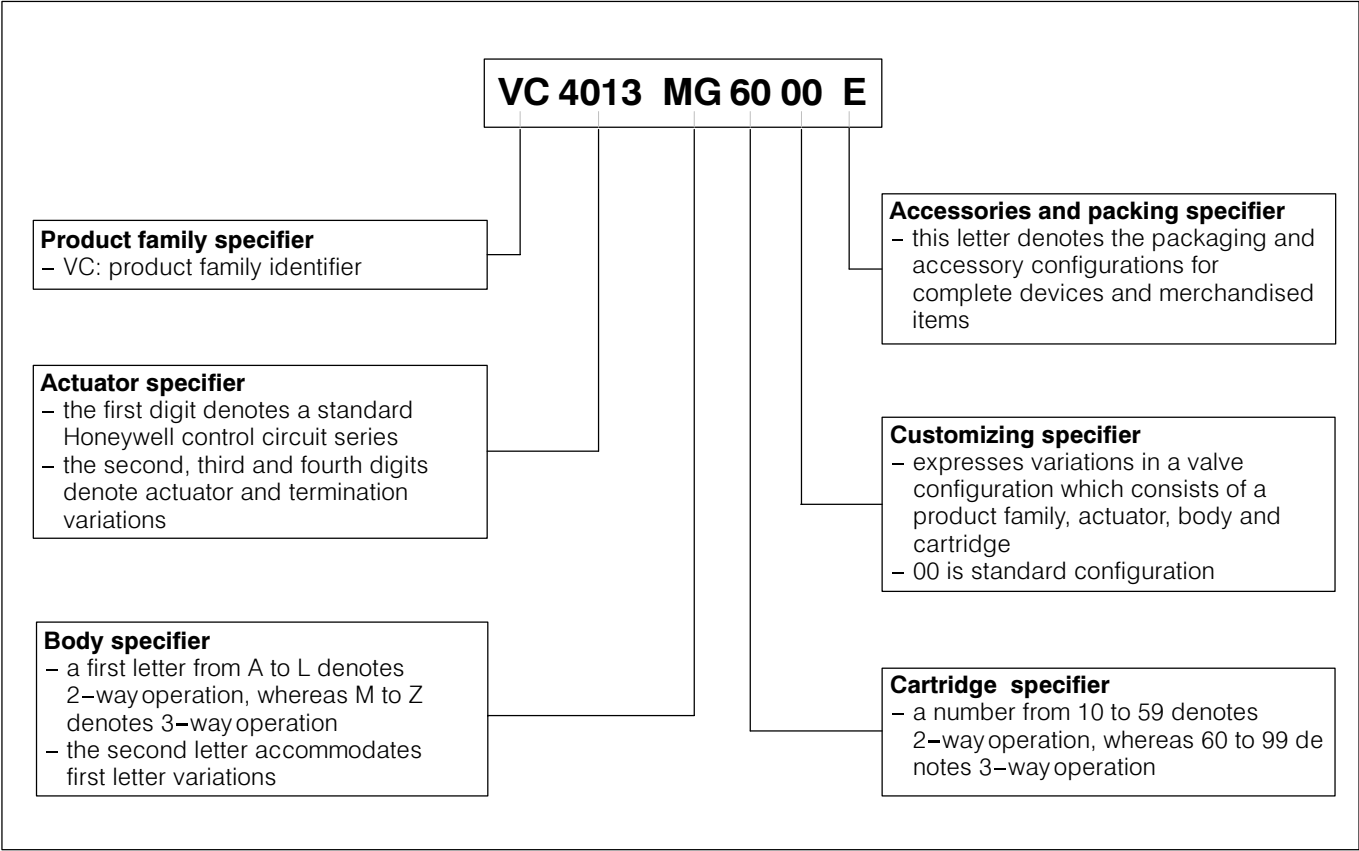 VC 4013 MG 60 00 E
Product family specifier
– VC: product family identifier
Actuator specifier
– the first digit denotes a standard
Honeywell control circuit series
– the second, third and fourth digits
denote actuator and termination
variations
Body specifier
– a first letter from A to L denotes
2–way operation, whereas M to Z
denotes 3–way operation
– the second letter accommodates
first letter variations
Accessories and packing specifier
– this letter denotes the packaging and
accessory configurations for
complete devices and merchandised
items
Customizing specifier
– expresses variations in a valve
configuration which consists of a
product family, actuator, body and
cartridge
– 00 is standard configuration
Cartridge specifier
– a number from 10 to 59 denotes
2–way operation, whereas 60 to 99 de
notes 3–way operation